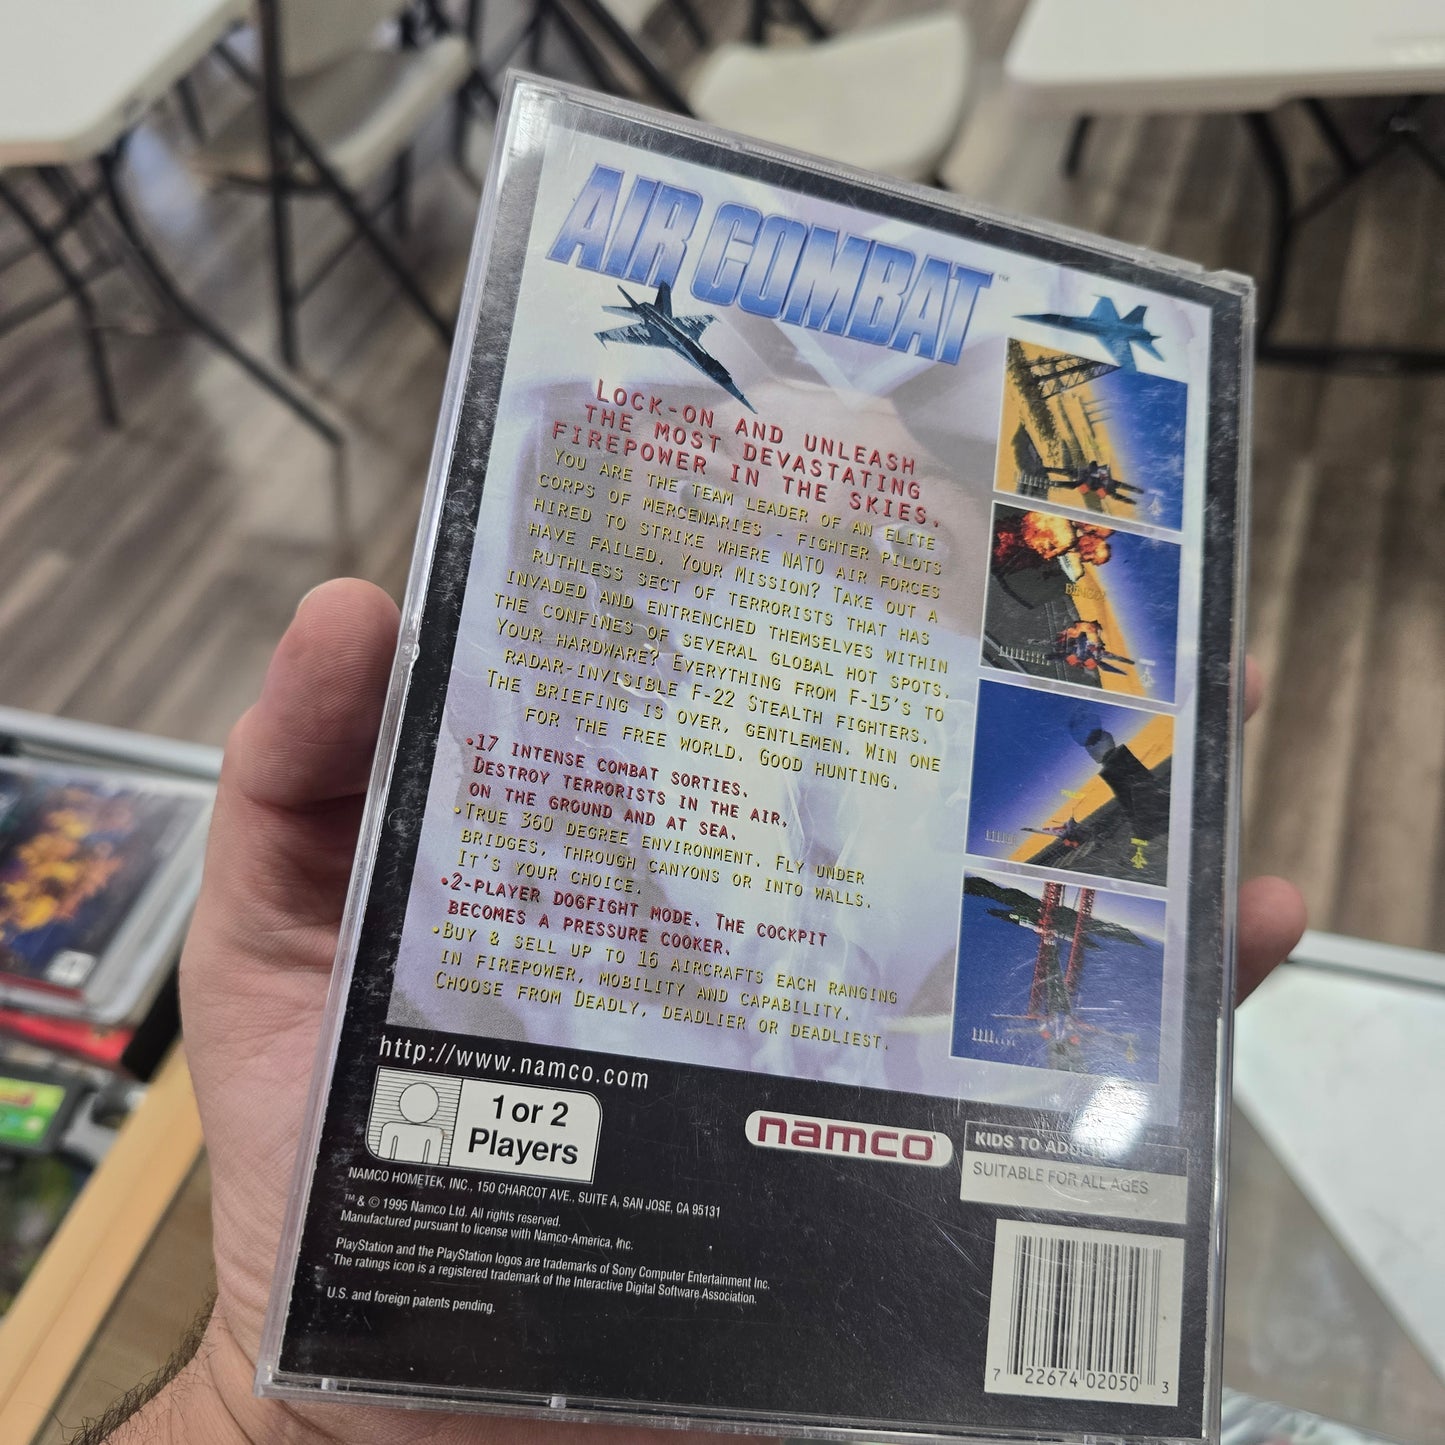 AIR COMBAT™
LOCK-ON AND UNLEASH
THE MOST DEVASTATING
FIREPOWER IN THE SKIES.
YOU ARE THE TEAM LEADER OF AN ELITE
CORPS OF MERCENARIES - FIGHTER PILOTS
HIRED TO STRIKE WHERE NATO AIR FORCES
HAVE FAILED. YOUR MISSION? TAKE OUT A
RUTHLESS SECT OF TERRORISTS THAT HAS
INVADED AND ENTRENCHED THEMSELVES WITHIN
THE CONFINES OF SEVERAL GLOBAL HOT SPOTS.
YOUR HARDWARE? EVERYTHING FROM F-15'S TO
RADAR-INVISIBLE F-22 STEALTH FIGHTERS.
THE BRIEFING IS OVER, GENTLEMEN. WIN ONE
FOR THE FREE WORLD. GOOD HUNTING.
•17 INTENSE COMBAT SORTIES.
DESTROY TERRORISTS IN THE AIR,
ON THE GROUND AND AT SEA.
•TRUE 360 DEGREE ENVIRONMENT. FLY UNDER
BRIDGES, THROUGH CANYONS OR INTO WALLS.
IT'S YOUR CHOICE.
•2-PLAYER DOGFIGHT MODE. THE COCKPIT
BECOMES A PRESSURE COOKER.
•BUY & SELL UP TO 16 AIRCRAFTS EACH RANGING
IN FIREPOWER, MOBILITY AND CAPABILITY.
CHOOSE FROM DEADLY, DEADLIER OR DEADLIEST.
http://www.namco.com
1 or 2
Players
namco®
KIDS TO
SUITABLE FOR ALL AGES
NAMCO HOMETEK, INC., 150 CHARCOT AVE., SUITE A, SAN JOSE, CA 95131
™ & © 1995 Namco Ltd. All rights reserved.
Manufactured pursuant to license with Namco-America, Inc.
PlayStation and the PlayStation logos are trademarks of Sony Computer Entertainment Inc.
The ratings icon is a registered trademark of the Interactive Digital Software Association.
U.S. and foreign patents pending.
7 22674 02050 3